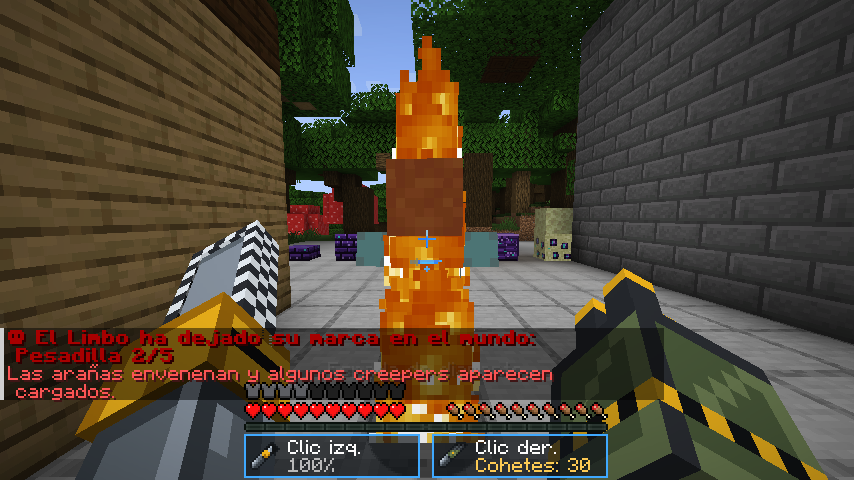 El Limbo ha dejado su marca en el mundo:
Pesadilla 2/5
Las arañas envenenan y algunos creepers aparecen
cargados.
Clic izq.
100%
Clic der.
Cohetes: 30